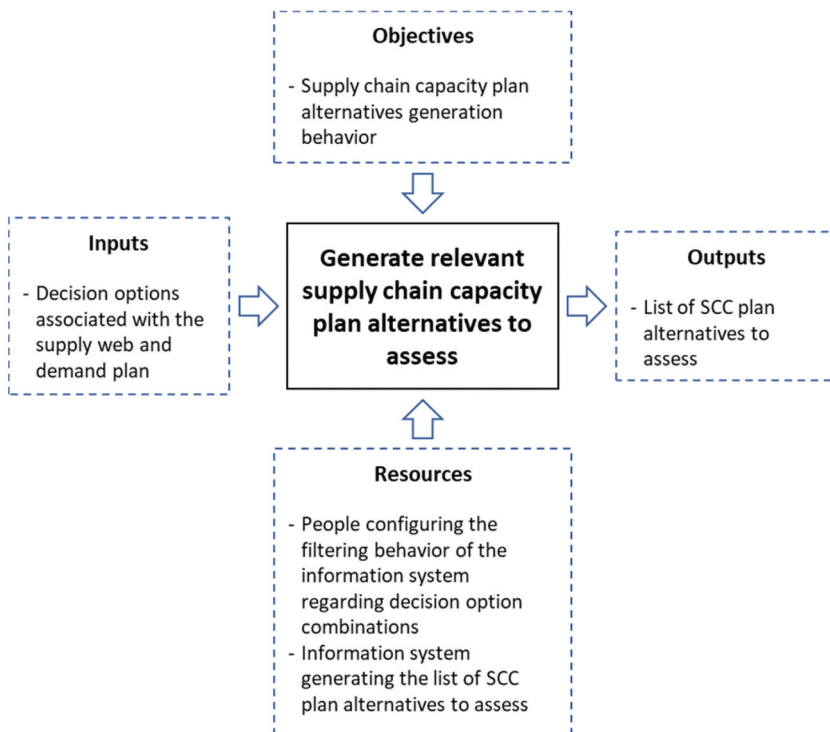 Objectives
- Supply chain capacity plan
alternatives generation
behavior
Inputs
- Decision options
associated with the
supply web and
demand plan
Generate relevant
supply chain capacity
plan alternatives to
assess
Outputs
- List of SCC plan
alternatives to
assess
Resources
- People configuring the
filtering behavior of the
information system
regarding decision option
combinations
- Information system
generating the list of SCC
plan alternatives to assess